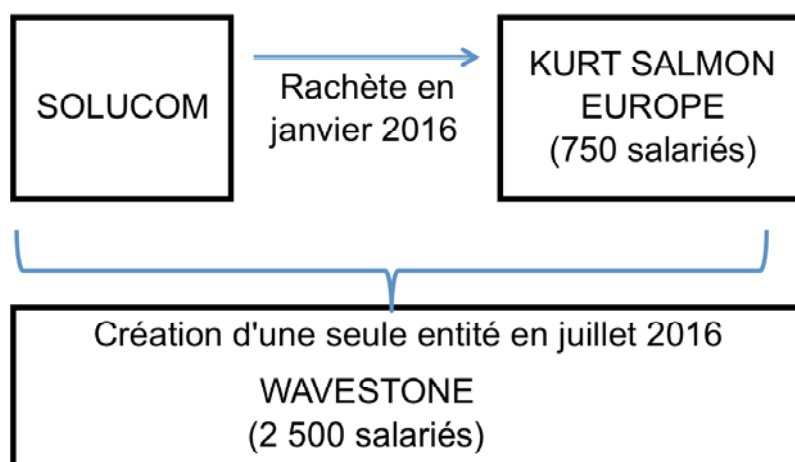 SOLUCOM
Rachète en
janvier 2016
KURT SALMON
EUROPE
(750 salariés)
Création d'une seule entité en juillet 2016
WAVESTONE
(2 500 salariés)